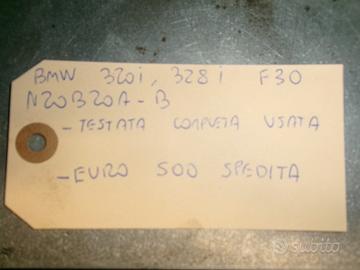 BMW 320i, 328i F30
N20B20A-B
- TESTATA COMPLETA USATA
- EURO 500 SPEDITA
subito